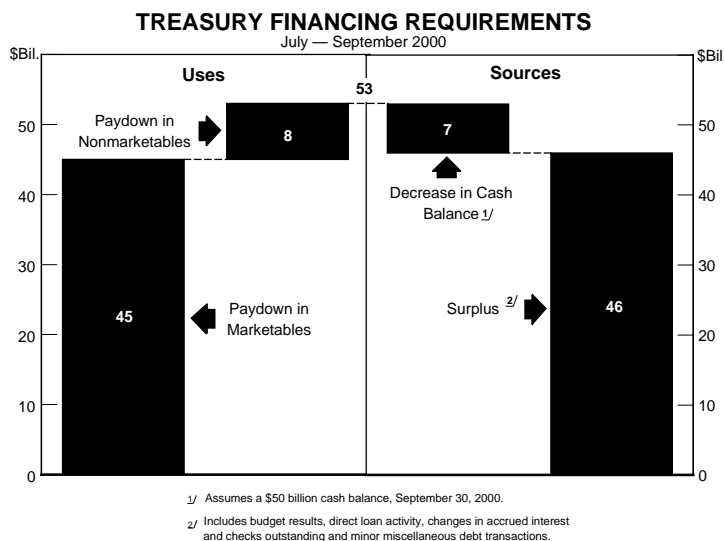 TREASURY FINANCING REQUIREMENTS
July — September 2000
$Bil.
$Bil
Uses
Sources
53
Paydown in
Nonmarketables
8
7
Decrease in Cash
Balance 1/
45
Paydown in
Marketables
Surplus 2/
46
50
40
30
20
10
0
50
40
30
20
10
0
1/ Assumes a $50 billion cash balance, September 30, 2000.
2/ Includes budget results, direct loan activity, changes in accrued interest
and checks outstanding and minor miscellaneous debt transactions.